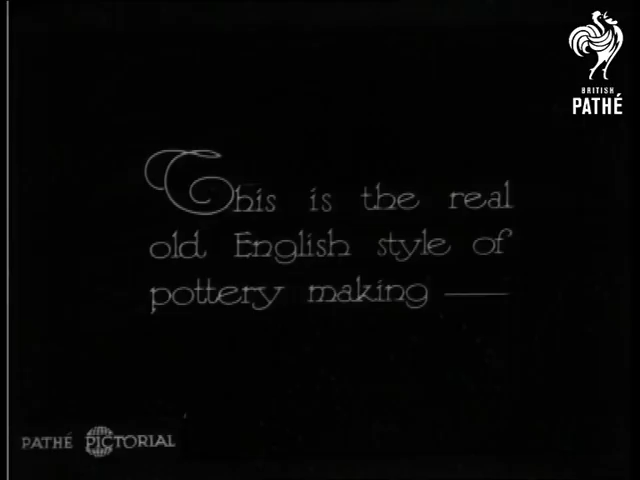 BRITISH
PATHÉ
This is the real
old English style of
pottery making ——
PATHÉ PICTORIAL